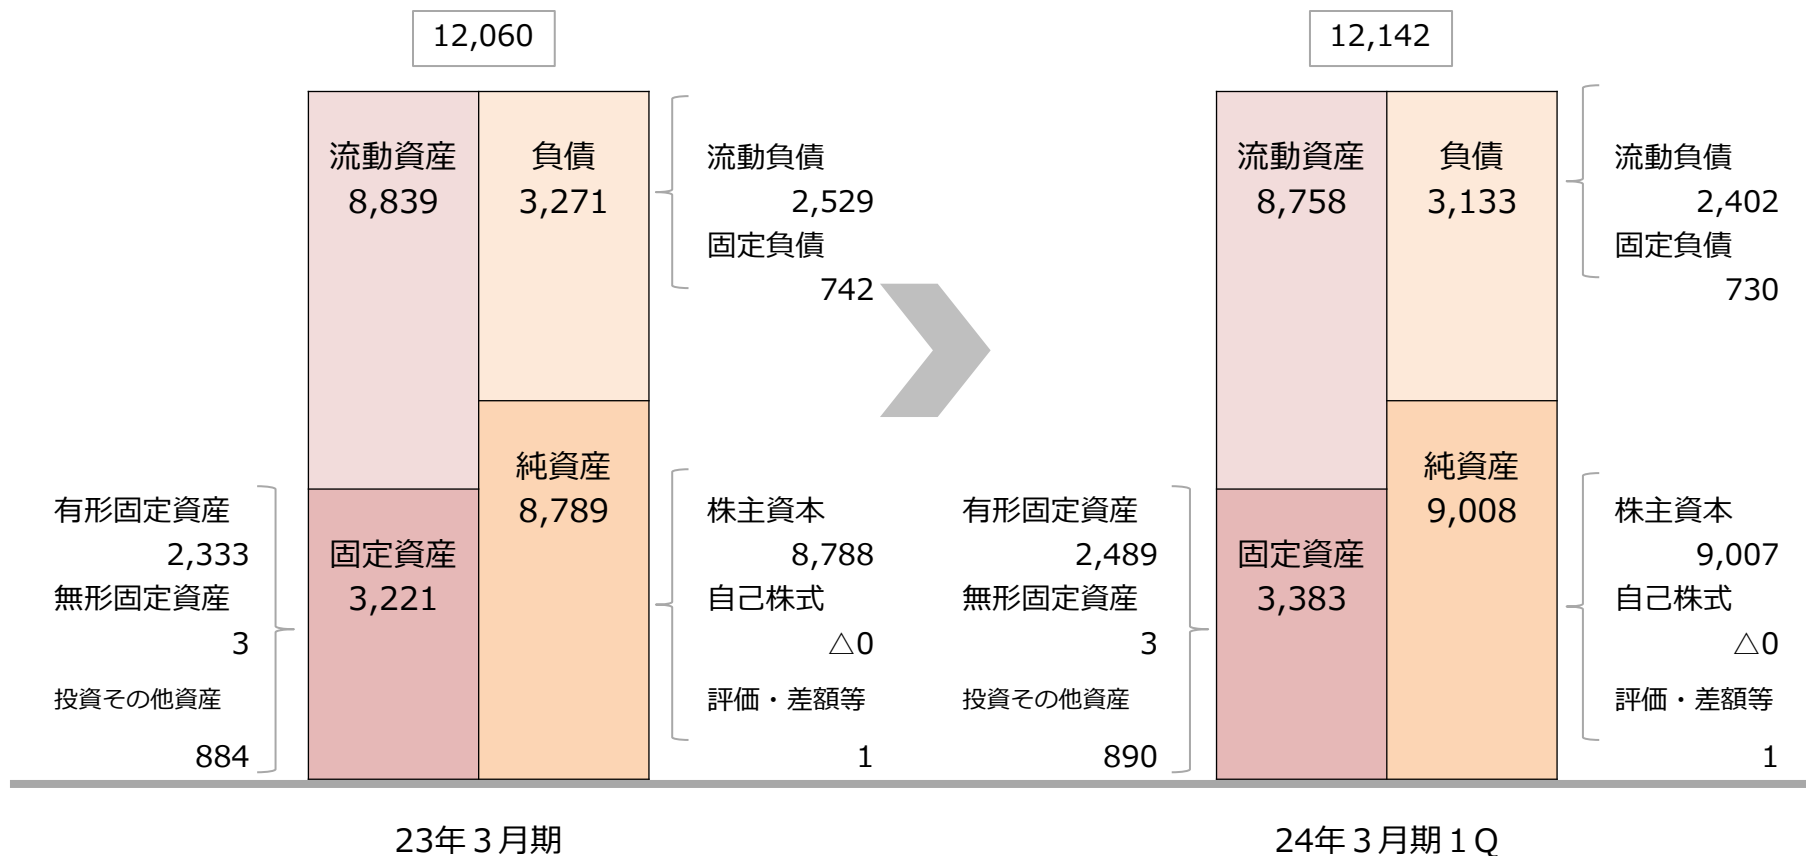 12,060
流動資産
8,839
負債
3,271
流動負債
2,529
固定負債
742
純資産
8,789
有形固定資産
2,333
無形固定資産
3
投資その他資産
884
固定資産
3,221
株主資本
8,788
自己株式
△0
評価・差額等
1
23年３月期
12,142
流動資産
8,758
負債
3,133
流動負債
2,402
固定負債
730
純資産
9,008
有形固定資産
2,489
無形固定資産
3
投資その他資産
890
固定資産
3,383
株主資本
9,007
自己株式
△0
評価・差額等
1
24年３月期１Q